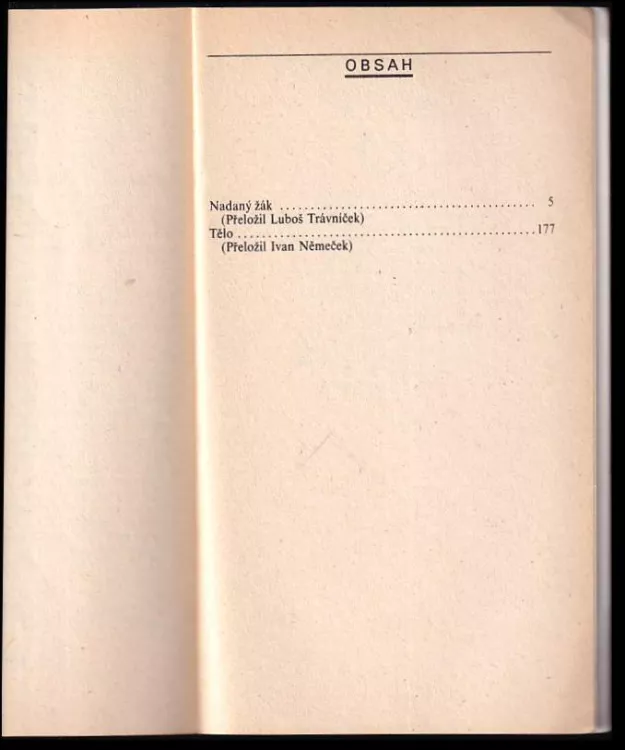 OBSAH
Nadaný žák ........................................ 5
(Přeložil Luboš Trávníček)
Tělo ............................................... 177
(Přeložil Ivan Němeček)